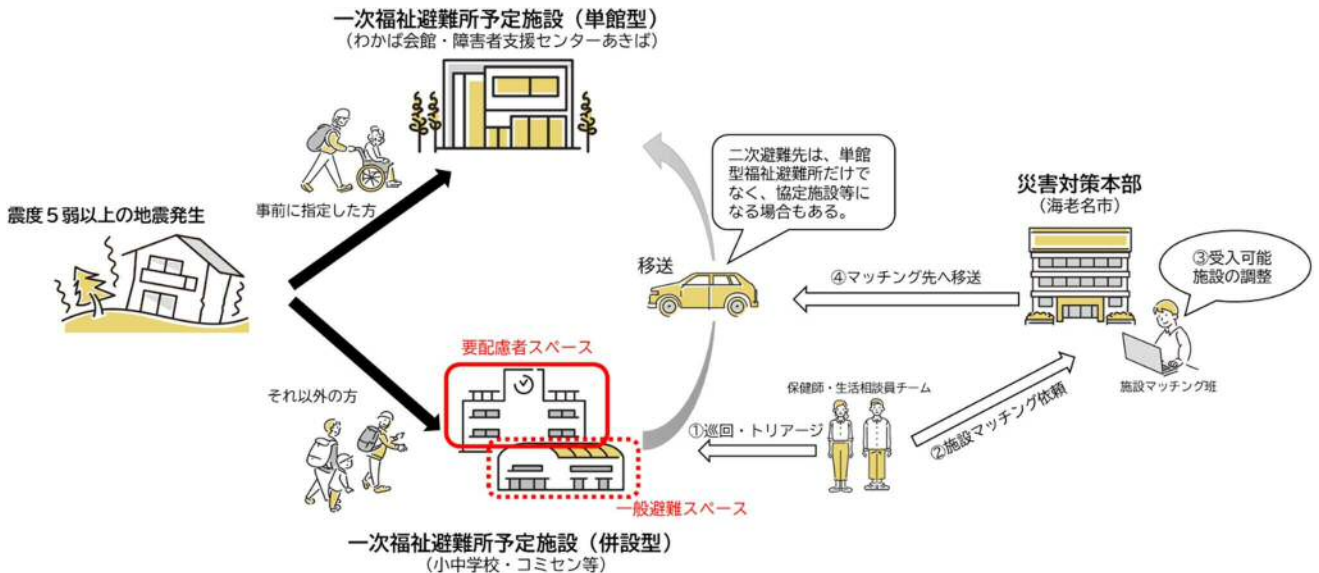 一次福祉避難所予定施設（単館型）
（わかば会館・障害者支援センターあきば）
事前に指定した方
震度５弱以上の地震発生
二次避難先は、単館
型福祉避難所だけで
なく、協定施設等に
なる場合もある。
移送
災害対策本部
（海老名市）
③受入可能
施設の調整
④マッチング先へ移送
施設マッチング班
要配慮者スペース
それ以外の方
保健師・生活相談員チーム
①巡回・トリアージ
②施設マッチング依頼
一般避難スペース
一次福祉避難所予定施設（併設型）
（小中学校・コミセン等）